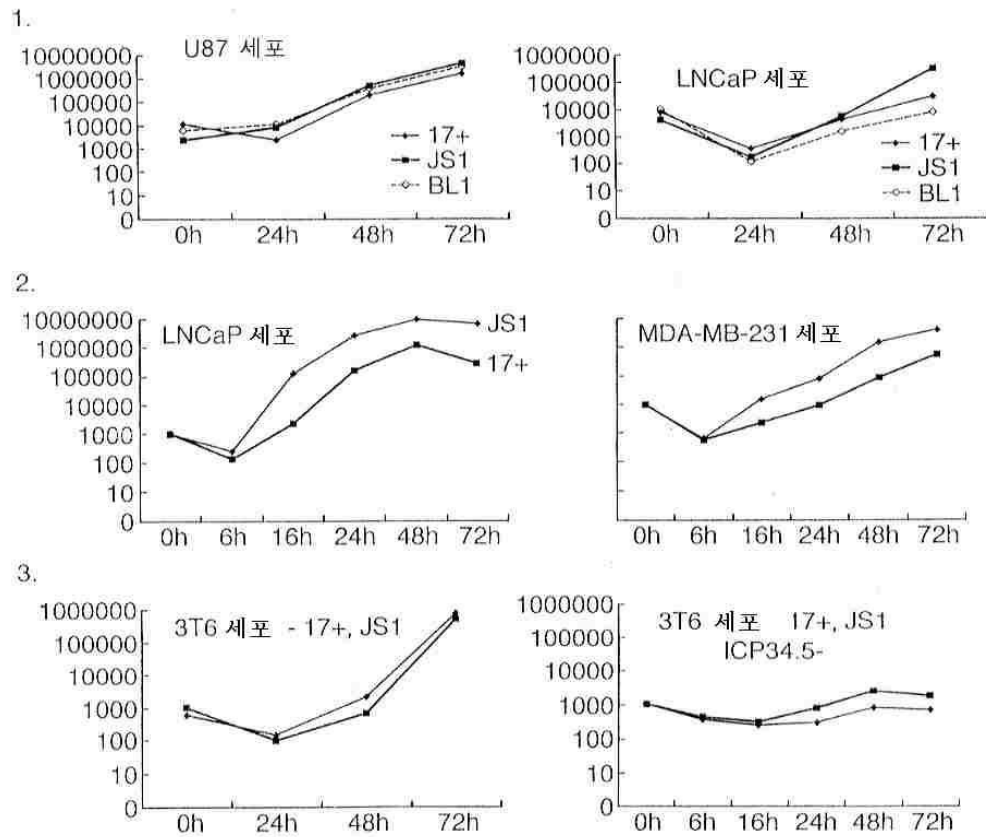 1.
U87 세포
10000000
1000000
100000
10000
1000
100
10
0
17+
JS1
BL1
0h 24h 48h 72h
LNCaP 세포
1000000
100000
10000
1000
100
10
0
17+
JS1
BL1
0h 24h 48h 72h
2.
LNCaP 세포
10000000
1000000
100000
10000
1000
100
10
0
JS1
17+
0h 6h 16h 24h 48h 72h
MDA-MB-231 세포
0h 6h 16h 24h 48h 72h
3.
3T6 세포 - 17+, JS1
1000000
100000
10000
1000
100
10
0
0h 24h 48h 72h
3T6 세포 17+, JS1
ICP34.5-
1000000
100000
10000
1000
100
10
0
0h 6h 16h 24h 48h 72h